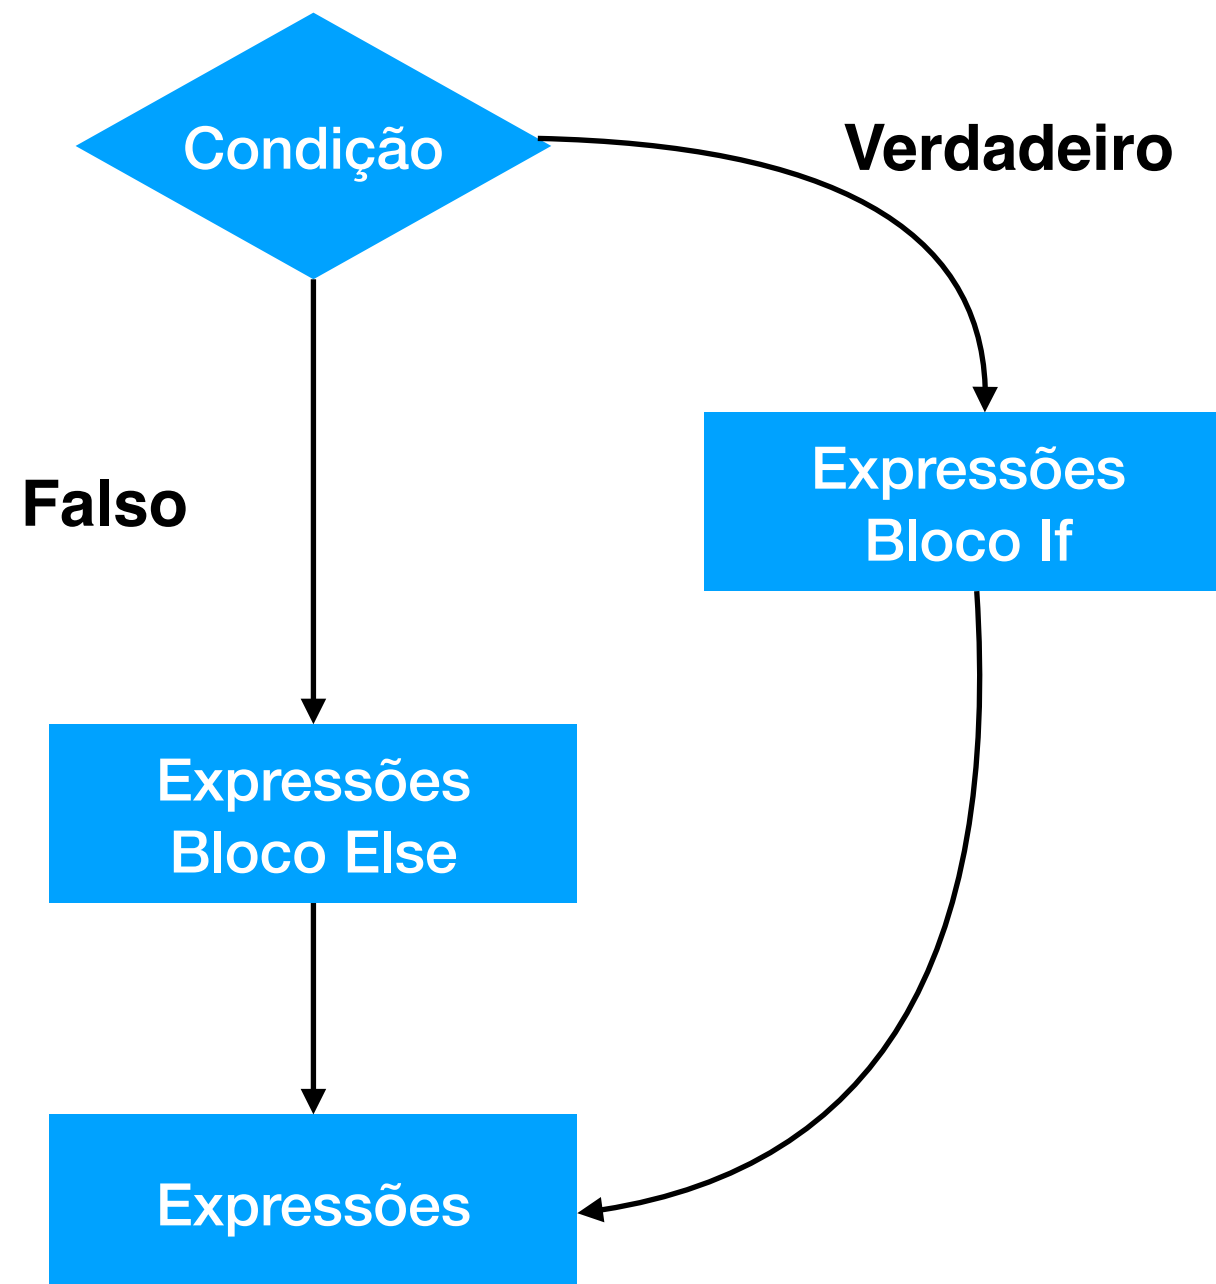 Condição
Verdadeiro
Expressões
Bloco If
Falso
Expressões
Bloco Else
Expressões